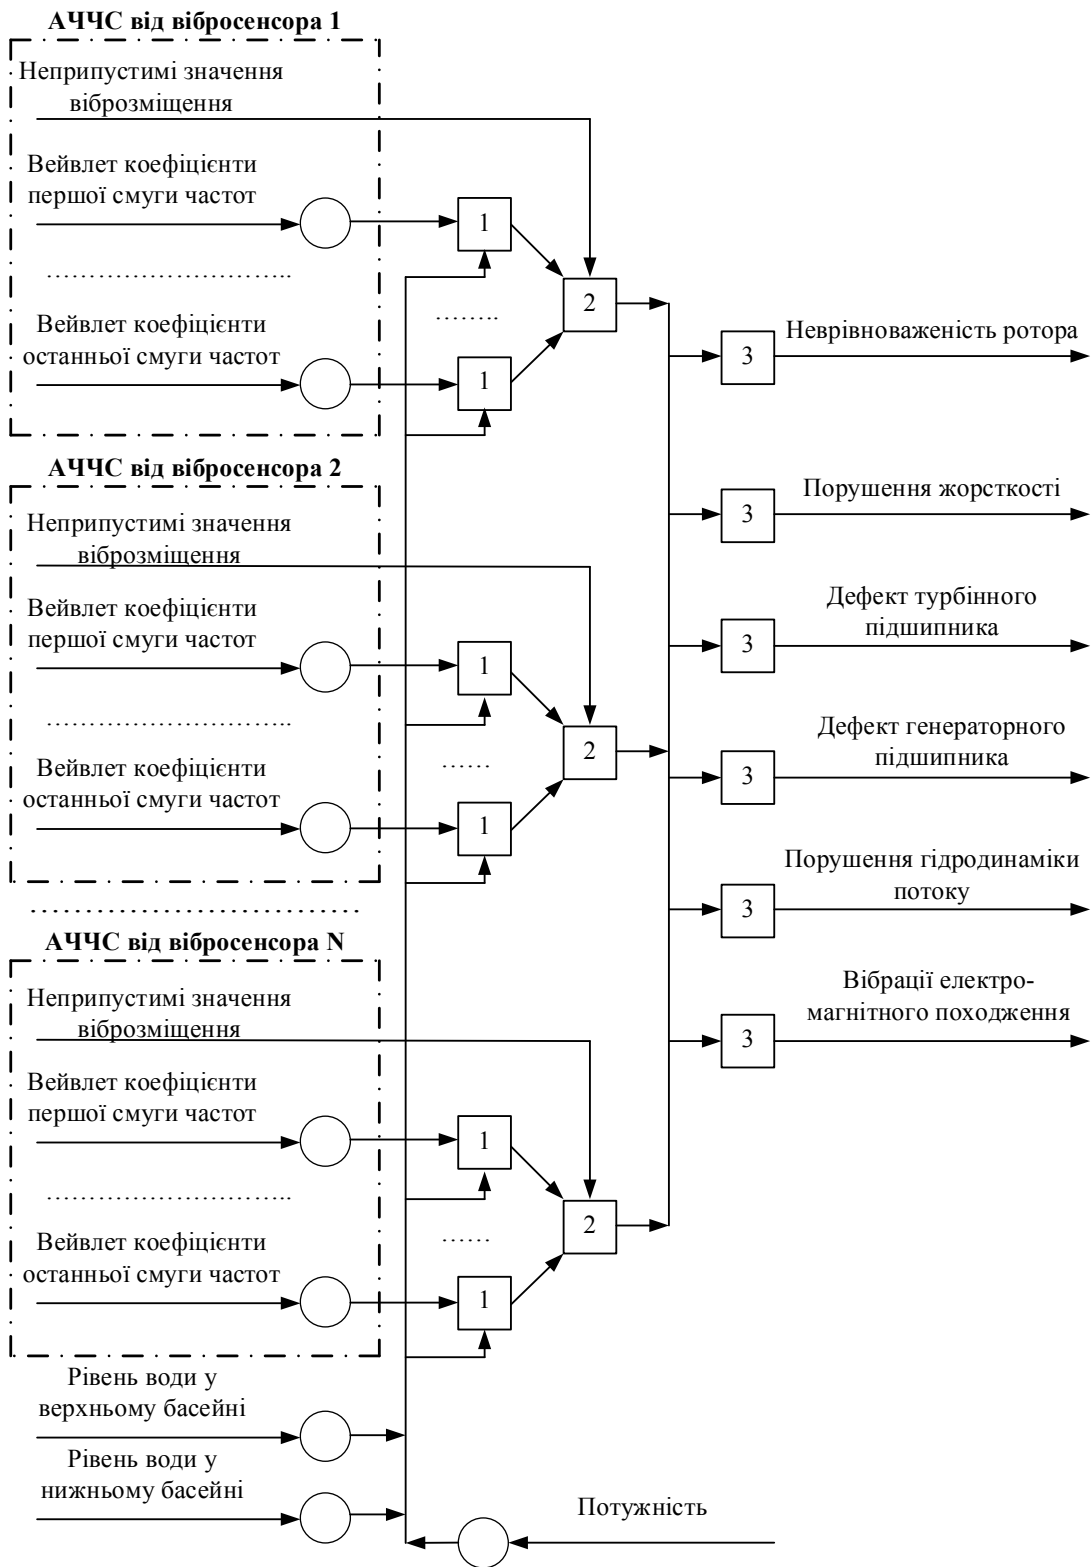 АЧЧС від вібросенсора 1
Неприпустимі значення
віброзміщення
Вейвлет коефіцієнти
першої смуги частот
1
..............................
2
........
Вейвлет коефіцієнти
останньої смуги частот
1
Неврівноваженість ротора
3
АЧЧС від вібросенсора 2
Порушення жорсткості
3
Неприпустимі значення
віброзміщення
Вейвлет коефіцієнти
першої смуги частот
1
Дефект турбінного
підшипника
3
..............................
2
......
Дефект генераторного
підшипника
3
Вейвлет коефіцієнти
останньої смуги частот
1
Порушення гідродинаміки
потоку
3
..............................
АЧЧС від вібросенсора N
Неприпустимі значення
віброзміщення
Вібрації електро-
магнітного походження
3
Вейвлет коефіцієнти
першої смуги частот
1
..............................
2
......
Вейвлет коефіцієнти
останньої смуги частот
1
Рівень води у
верхньому басейні
Рівень води у
нижньому басейні
Потужність